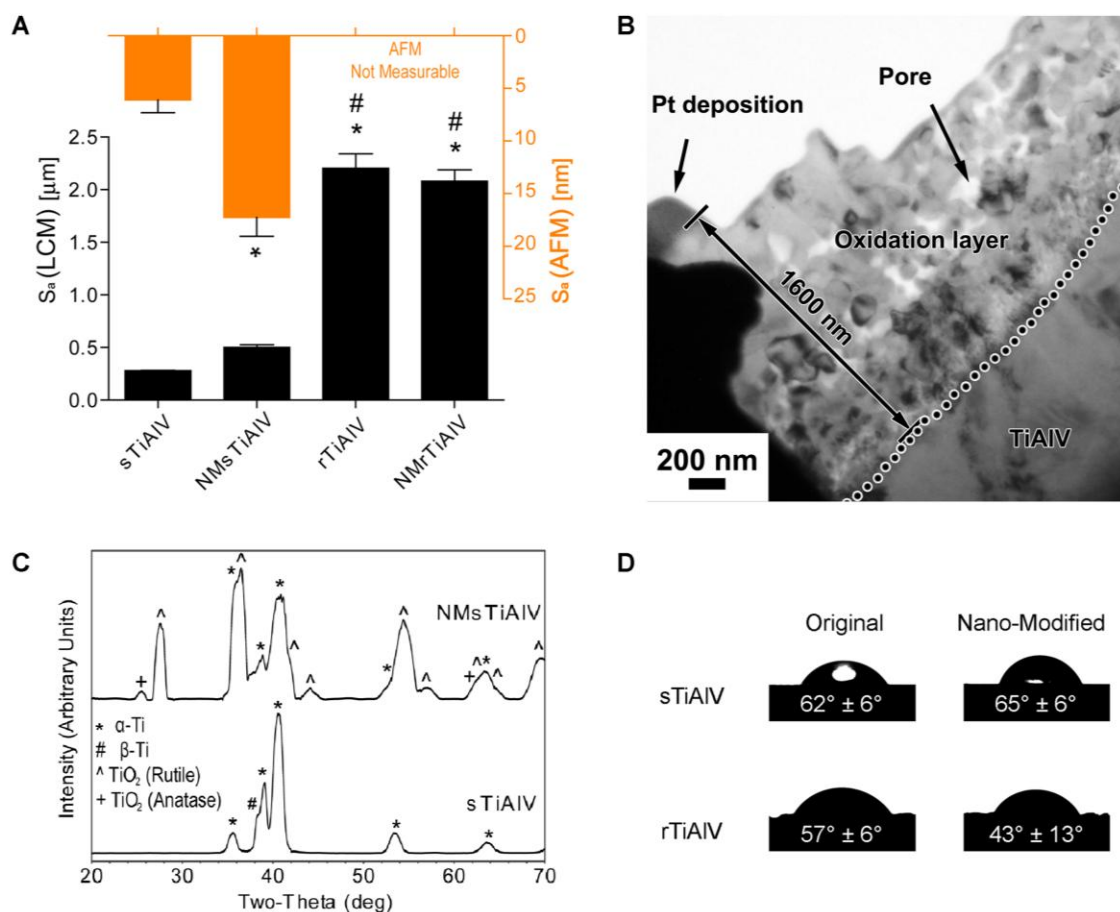 A
AFM
Not Measurable
0
5
10
15
20
25
Sa (AFM) [nm]
2.5
2.0
1.5
1.0
0.5
0.0
Sa (LCM) [μm]
*
#
*
#
*
sTiAlV
NMsTiAlV
rTiAlV
NMrTiAlV
B
Pore
Pt deposition
Oxidation layer
1600 nm
TiAlV
200 nm
C
Intensity (Arbitrary Units)
+ ^ * ^ * * ^ ^ * ^ ^ + ^ * ^ ^
NMsTiAlV
* α-Ti
# β-Ti
^ TiO₂ (Rutile)
+ TiO₂ (Anatase)
* # * * * *
sTiAlV
20 30 40 50 60 70
Two-Theta (deg)
D
Original Nano-Modified
sTiAlV 62° ± 6° 65° ± 6°
rTiAlV 57° ± 6° 43° ± 13°